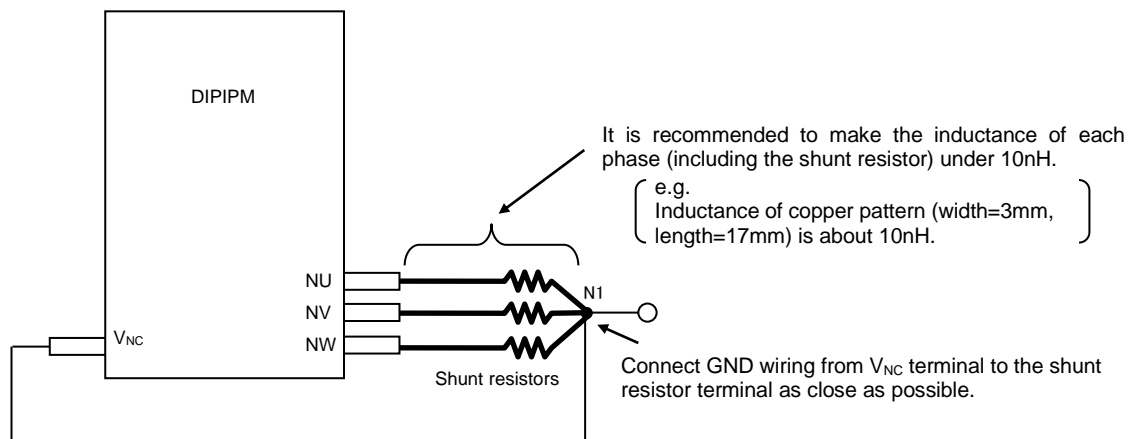 DIPIPM
It is recommended to make the inductance of each
phase (including the shunt resistor) under 10nH.
e.g.
Inductance of copper pattern (width=3mm,
length=17mm) is about 10nH.
NU
N1
NV
VNC
NW
Shunt resistors
Connect GND wiring from VNC terminal to the shunt
resistor terminal as close as possible.